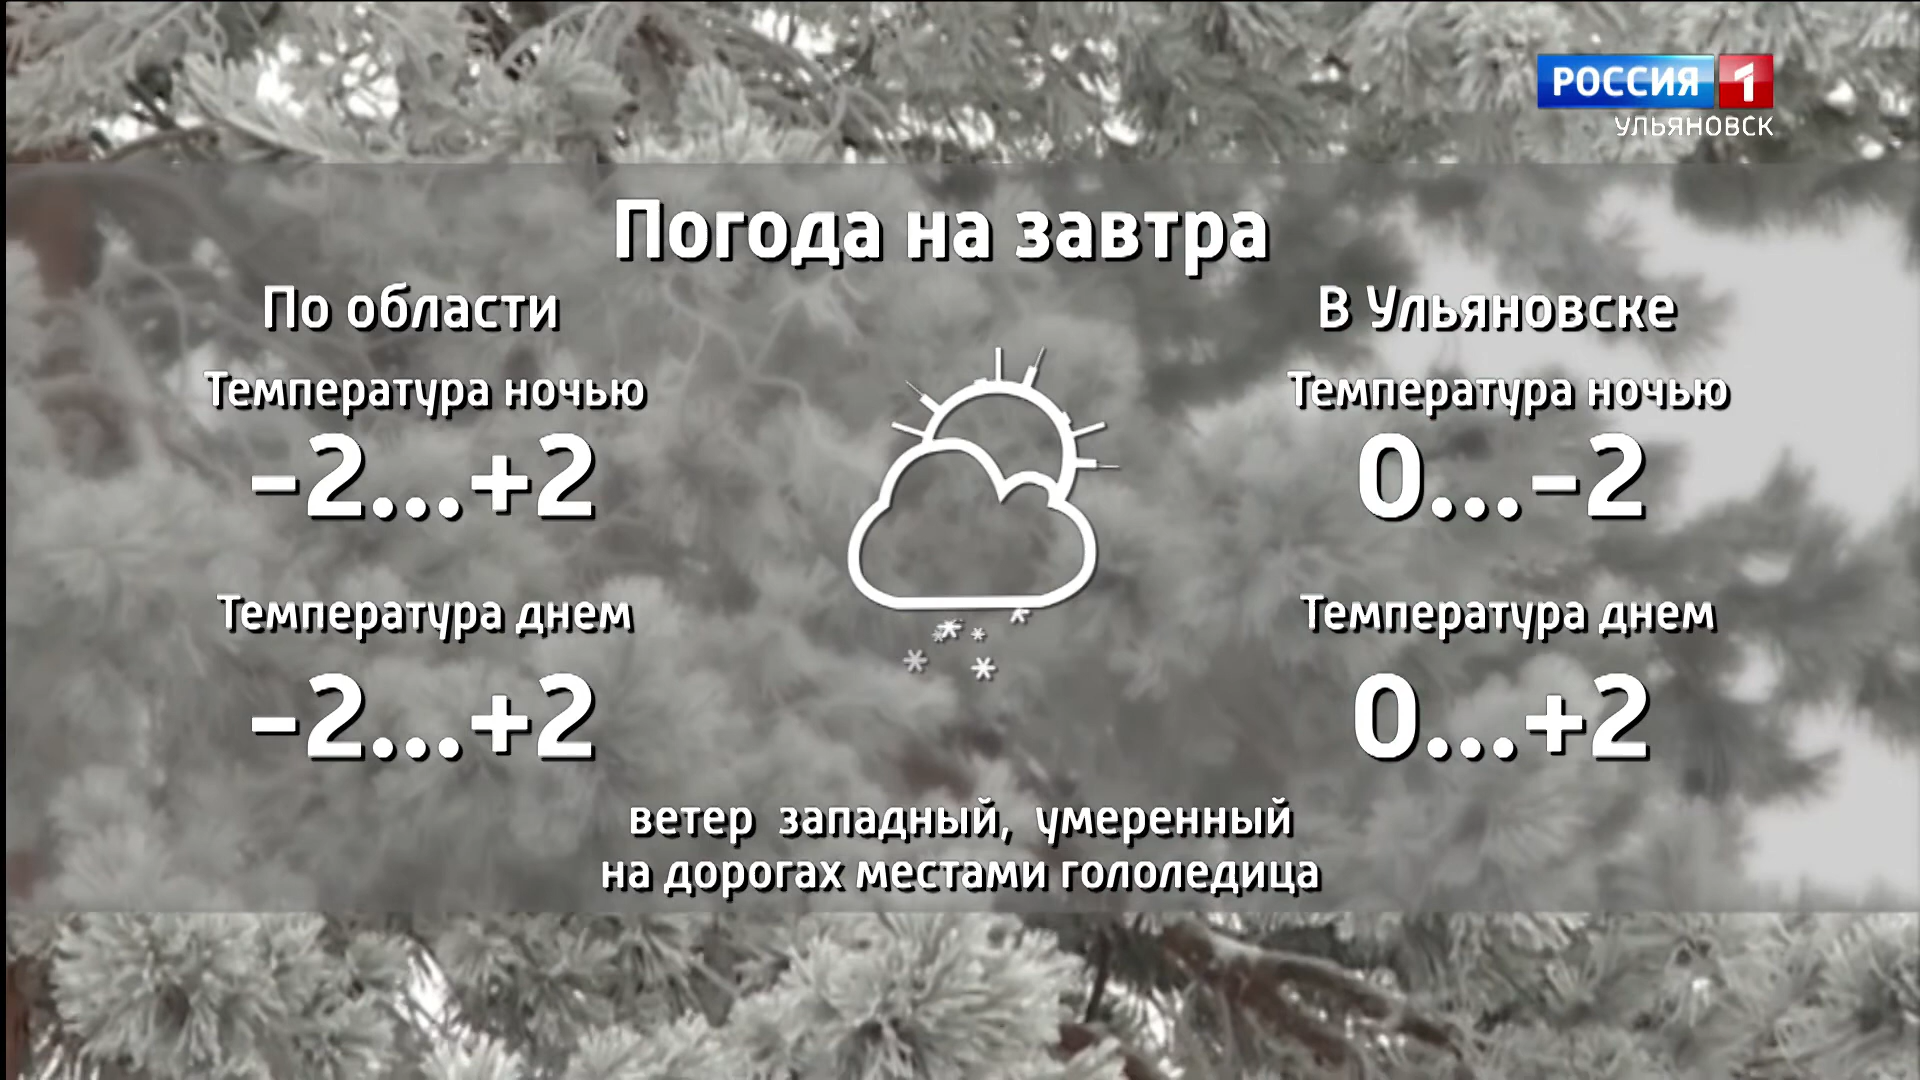 РОССИЯ 1
УЛЬЯНОВСК
Погода на завтра
По области
Температура ночью
-2...+2
Температура днем
-2...+2
В Ульяновске
Температура ночью
0...-2
Температура днем
0...+2
ветер западный, умеренный
на дорогах местами гололедица